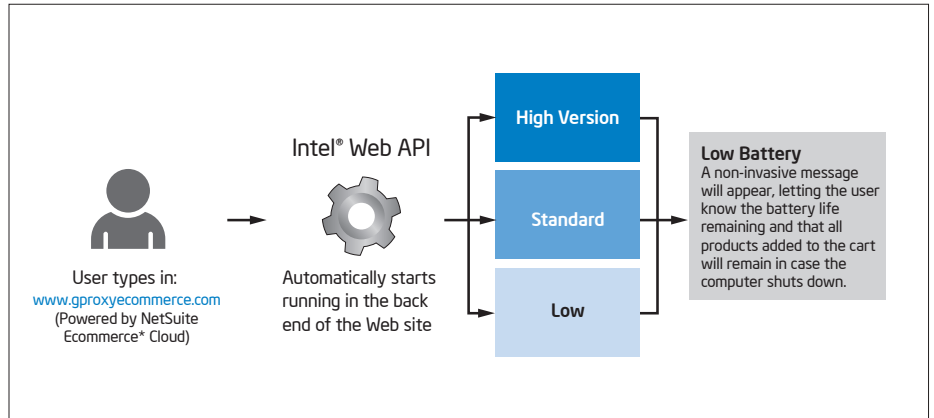 User types in:
www.gproxyecommerce.com
(Powered by NetSuite
Ecommerce* Cloud)
Intel® Web API
Automatically starts
running in the back
end of the Web site
High Version
Standard
Low
Low Battery
A non-invasive message
will appear, letting the user
know the battery life
remaining and that all
products added to the cart
will remain in case the
computer shuts down.